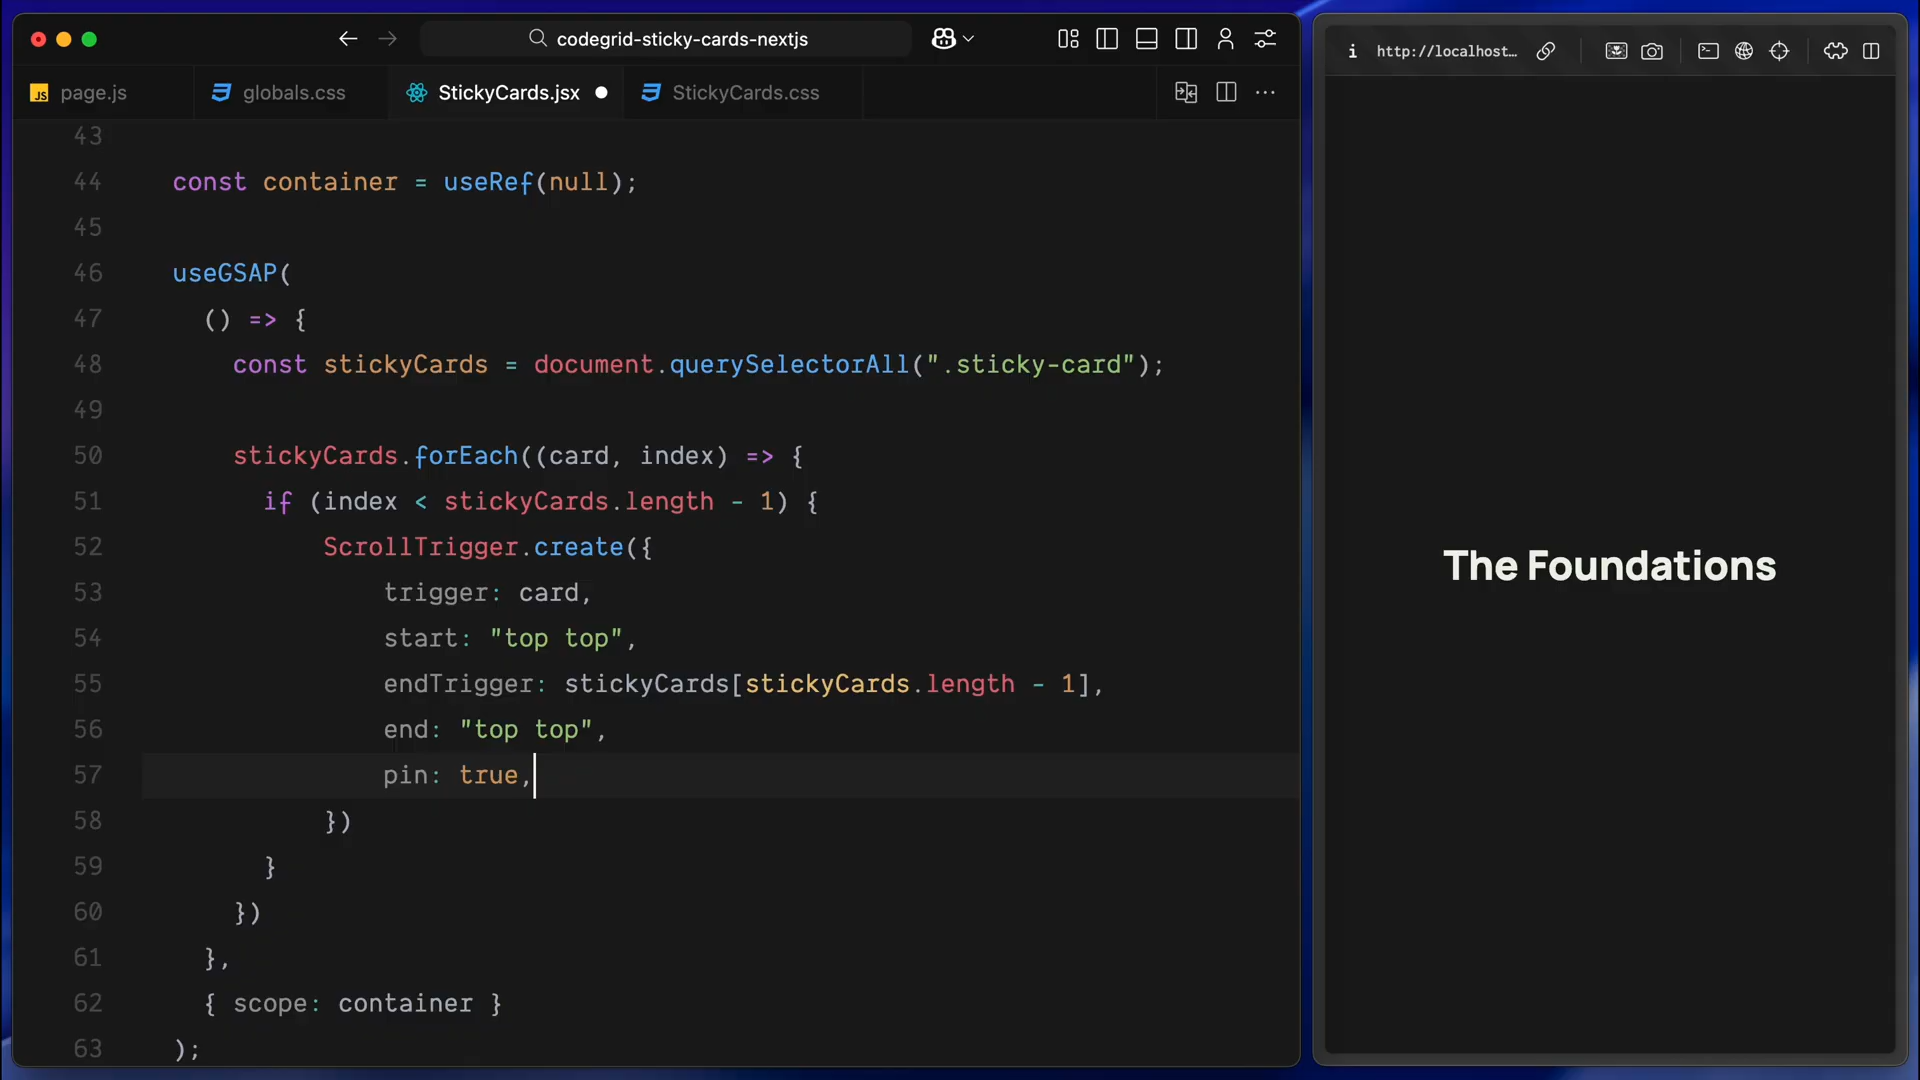 codegrid-sticky-cards-nextjs
JS page.js
globals.css
StickyCards.jsx
StickyCards.css
43
44 const container = useRef(null);
45
46 useGSAP(
47 () => {
48 const stickyCards = document.querySelectorAll(".sticky-card");
49
50 stickyCards.forEach((card, index) => {
51 if (index < stickyCards.length - 1) {
52 ScrollTrigger.create({
53 trigger: card,
54 start: "top top",
55 endTrigger: stickyCards[stickyCards.length - 1],
56 end: "top top",
57 pin: true,
58 })
59 }
60 })
61 },
62 { scope: container }
63 );
http://localhost…
The Foundations